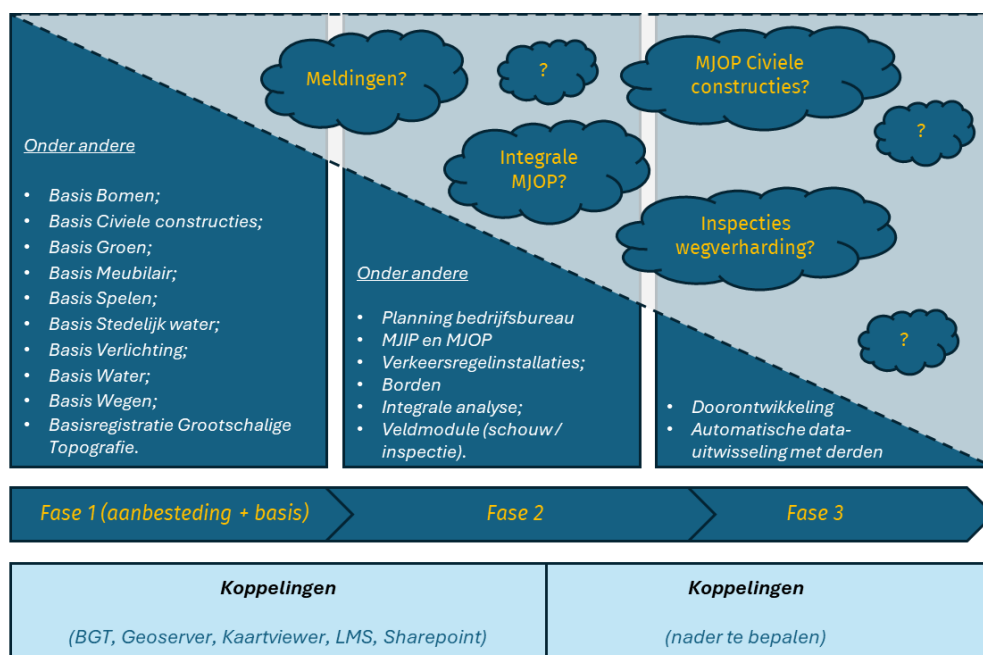 Meldingen?
?
MJOP Civiele
constructies?
?
Integrale
MJOP?
Inspecties
wegverharding?
?
Onder andere
• Basis Bomen;
• Basis Civiele constructies;
• Basis Groen;
• Basis Meubilair;
• Basis Spelen;
• Basis Stedelijk water;
• Basis Verlichting;
• Basis Water;
• Basis Wegen;
• Basisregistratie Grootschalige
Topografie.
Onder andere
• Planning bedrijfsbureau
• MJIP en MJOP
• Verkeersregelinstallaties;
• Borden
• Integrale analyse;
• Veldmodule (schouw /
inspectie).
• Doorontwikkeling
• Automatische data-
uitwisseling met derden
Fase 1 (aanbesteding + basis)
Fase 2
Fase 3
Koppelingen
(BGT, Geoserver, Kaartviewer, LMS, Sharepoint)
Koppelingen
(nader te bepalen)